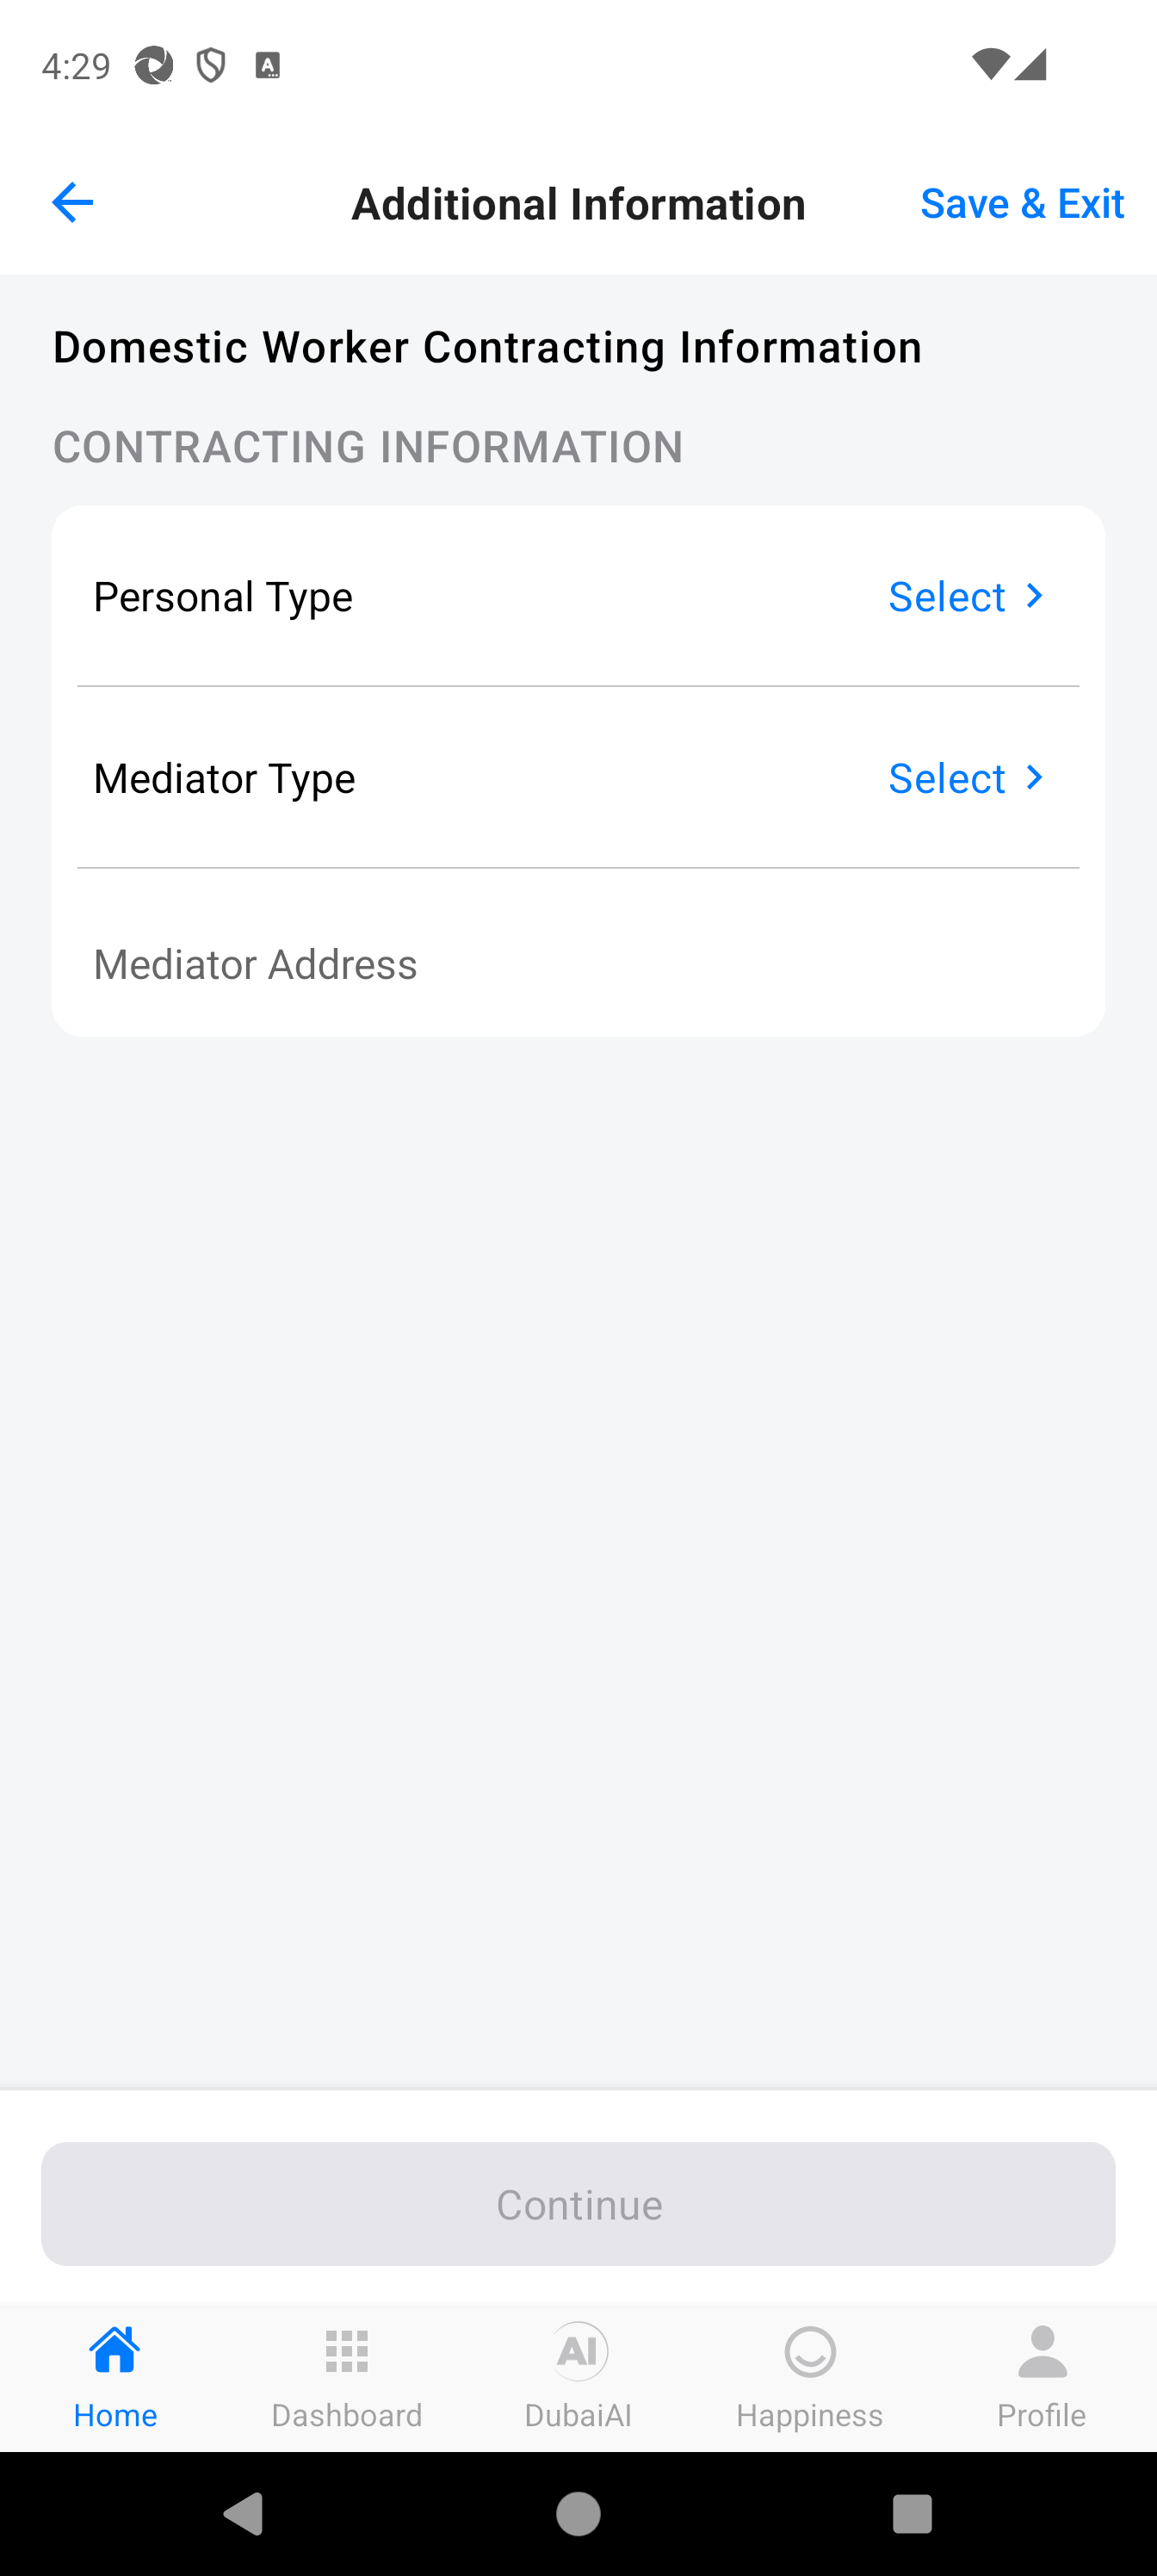 4:29
Additional Information
Save & Exit
Domestic Worker Contracting Information
CONTRACTING INFORMATION
Personal Type
Select
Mediator Type
Select
Mediator Address
Continue
AI
Home
Dashboard
DubaiAI
Happiness
Profile